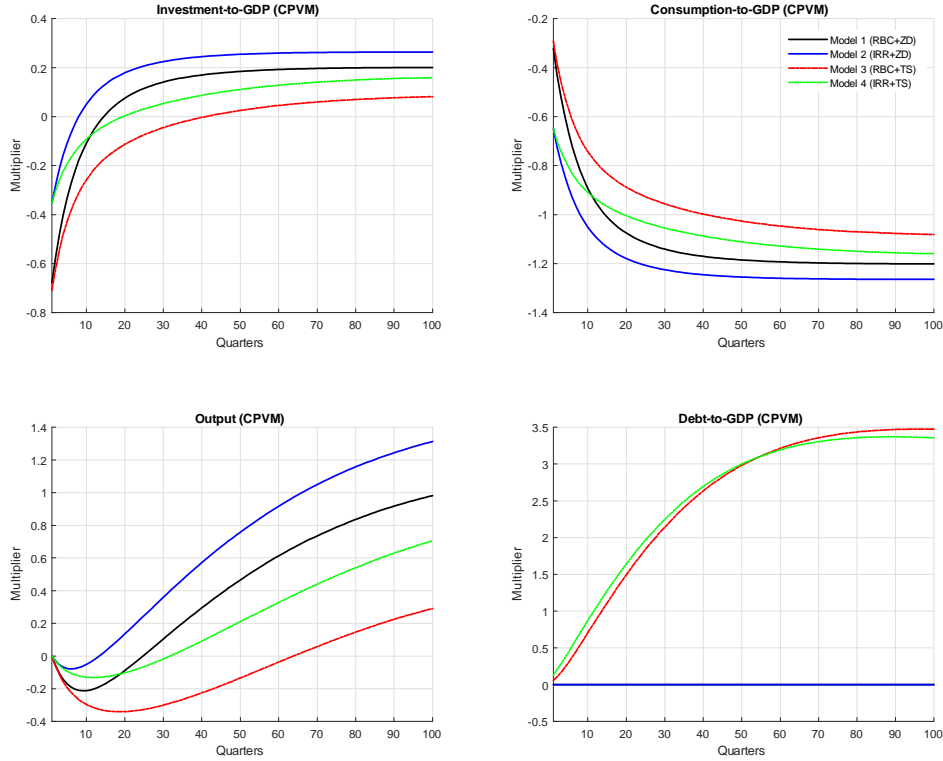 Investment-to-GDP (CPVM)
0.4
0.2
0
-0.2
-0.4
-0.6
-0.8
Multiplier
10 20 30 40 50 60 70 80 90 100
Quarters
Consumption-to-GDP (CPVM)
-0.2
-0.4
-0.6
-0.8
-1
-1.2
-1.4
Multiplier
Model 1 (RBC+ZD)
Model 2 (IRR+ZD)
Model 3 (RBC+TS)
Model 4 (IRR+TS)
10 20 30 40 50 60 70 80 90 100
Quarters
Output (CPVM)
1.4
1.2
1
0.8
0.6
0.4
0.2
0
-0.2
-0.4
Multiplier
10 20 30 40 50 60 70 80 90 100
Quarters
Debt-to-GDP (CPVM)
3.5
3
2.5
2
1.5
1
0.5
0
-0.5
Multiplier
10 20 30 40 50 60 70 80 90 100
Quarters